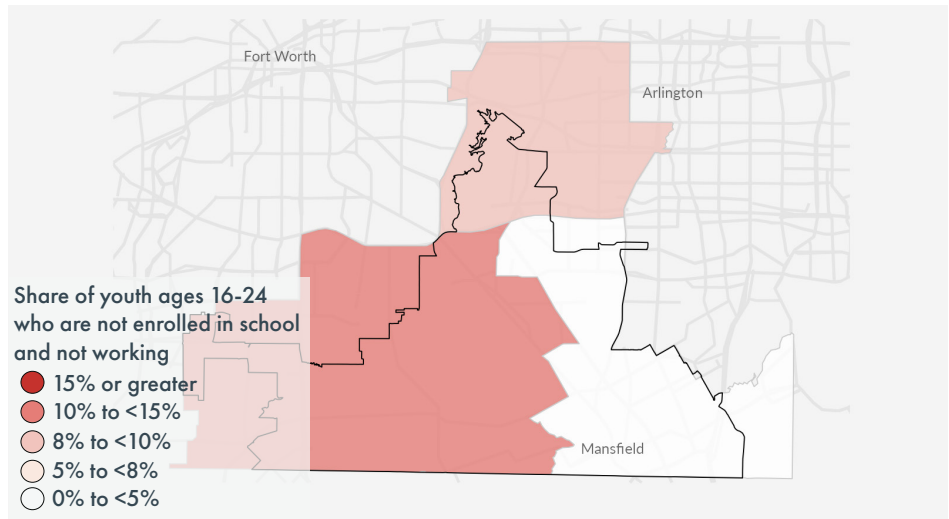 Fort Worth
Arlington
Share of youth ages 16-24
who are not enrolled in school
and not working
15% or greater
10% to <15%
8% to <10%
5% to <8%
0% to <5%
Mansfield